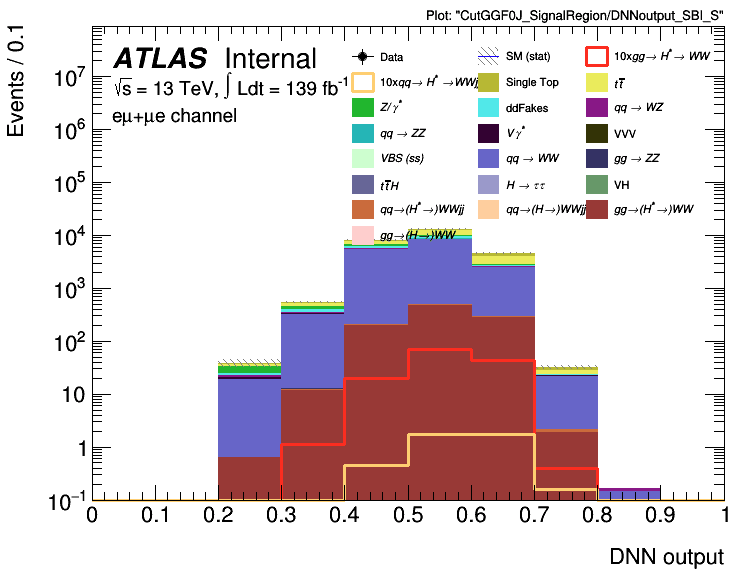 Plot: "CutGGF0J_SignalRegion/DNNoutput_SBI_S"
Events / 0.1
ATLAS Internal
√s = 13 TeV, ∫ Ldt = 139 fb⁻¹
eμ+μe channel
Data
SM (stat)
10xgg → H* → WW
10xqq → H* → WWjj
Single Top
tt̅
Z/γ*
ddFakes
qq → WZ
qq → ZZ
Vγ*
VVV
VBS (ss)
qq → WW
gg → ZZ
tt̅H
H → ττ
VH
qq→(H*→)WWjj
qq→(H→)WWjj
gg→(H*→)WW
gg→(H→)WW
10⁷
10⁶
10⁵
10⁴
10³
10²
10
1
10⁻¹
0 0.1 0.2 0.3 0.4 0.5 0.6 0.7 0.8 0.9 1
DNN output